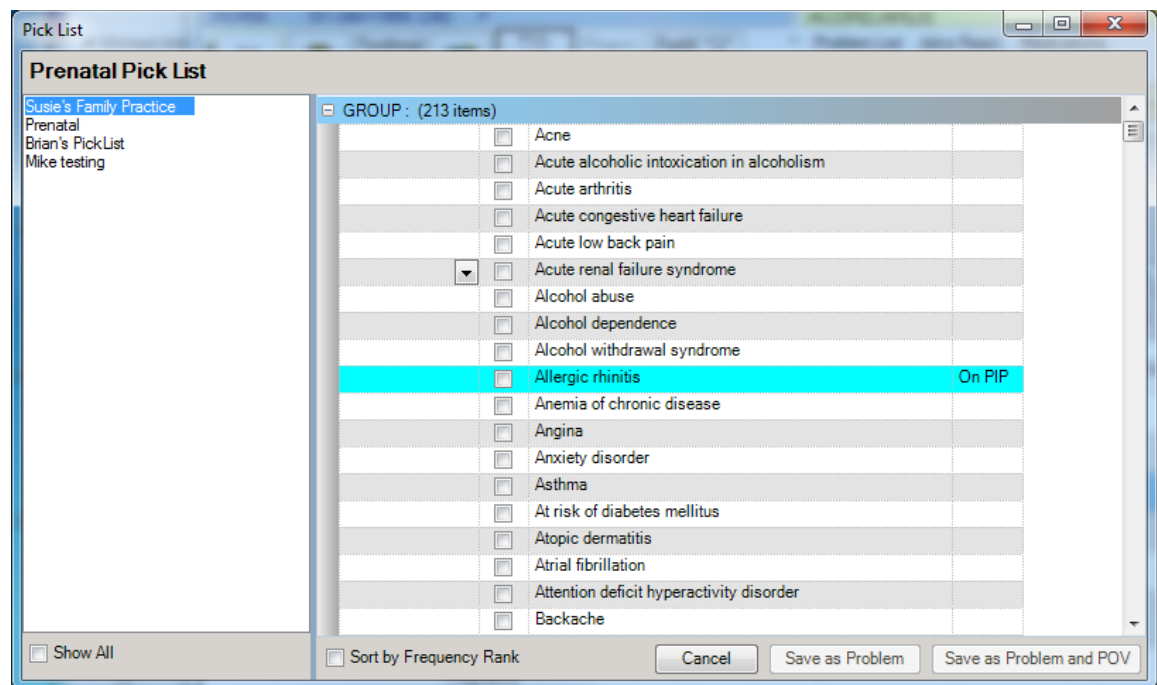 Pick List
Prenatal Pick List
Susie's Family Practice
Prenatal
Brian's PickList
Mike testing
GROUP : (213 items)
Acne
Acute alcoholic intoxication in alcoholism
Acute arthritis
Acute congestive heart failure
Acute low back pain
Acute renal failure syndrome
Alcohol abuse
Alcohol dependence
Alcohol withdrawal syndrome
Allergic rhinitis On PIP
Anemia of chronic disease
Angina
Anxiety disorder
Asthma
At risk of diabetes mellitus
Atopic dermatitis
Atrial fibrillation
Attention deficit hyperactivity disorder
Backache
Show All
Sort by Frequency Rank
Cancel
Save as Problem
Save as Problem and POV